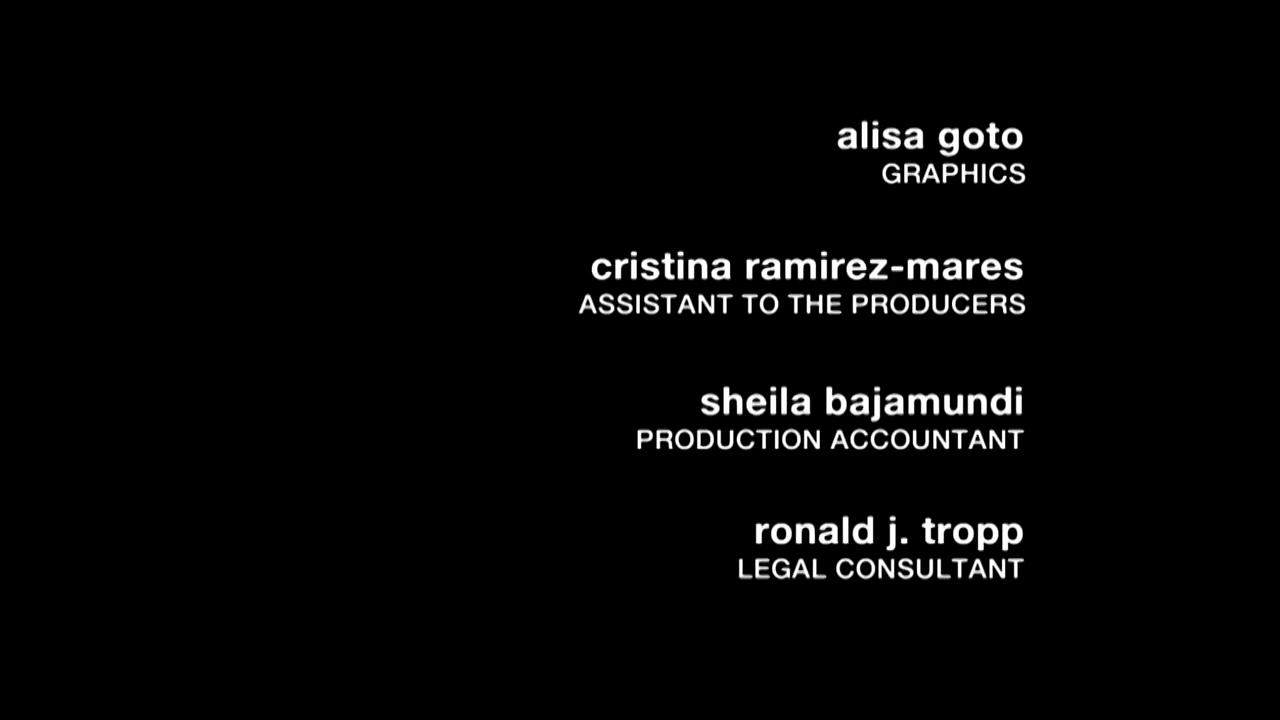 alisa goto
GRAPHICS
cristina ramirez-mares
ASSISTANT TO THE PRODUCERS
sheila bajamundi
PRODUCTION ACCOUNTANT
ronald j. tropp
LEGAL CONSULTANT